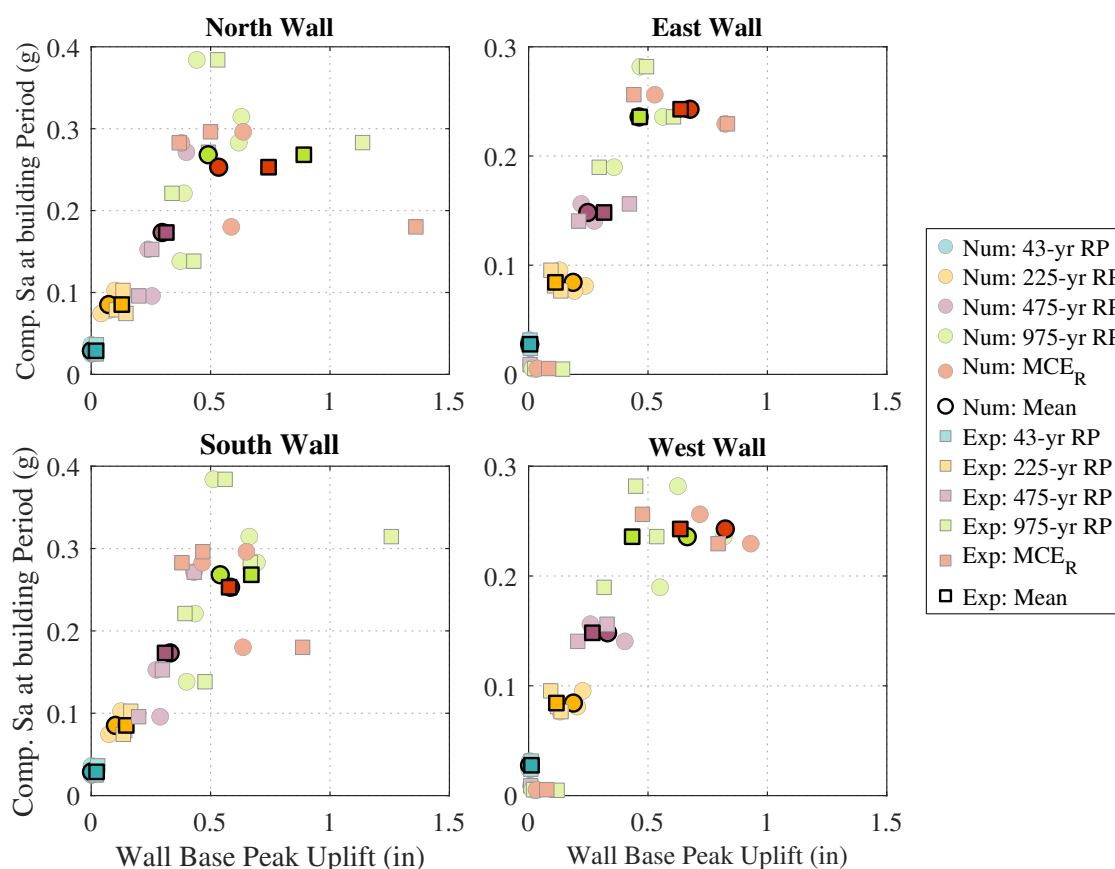 North Wall
East Wall
Comp. Sa at building Period (g)
0.4
0.3
0.2
0.1
0
0
0.5
1
1.5
0.3
0.2
0.1
0
0
0.5
1
1.5
South Wall
West Wall
Comp. Sa at building Period (g)
0.4
0.3
0.2
0.1
0
0
0.5
1
1.5
Wall Base Peak Uplift (in)
0.3
0.2
0.1
0
0
0.5
1
1.5
Wall Base Peak Uplift (in)
Num: 43-yr RP
Num: 225-yr RP
Num: 475-yr RP
Num: 975-yr RP
Num: MCE_R
Num: Mean
Exp: 43-yr RP
Exp: 225-yr RP
Exp: 475-yr RP
Exp: 975-yr RP
Exp: MCE_R
Exp: Mean